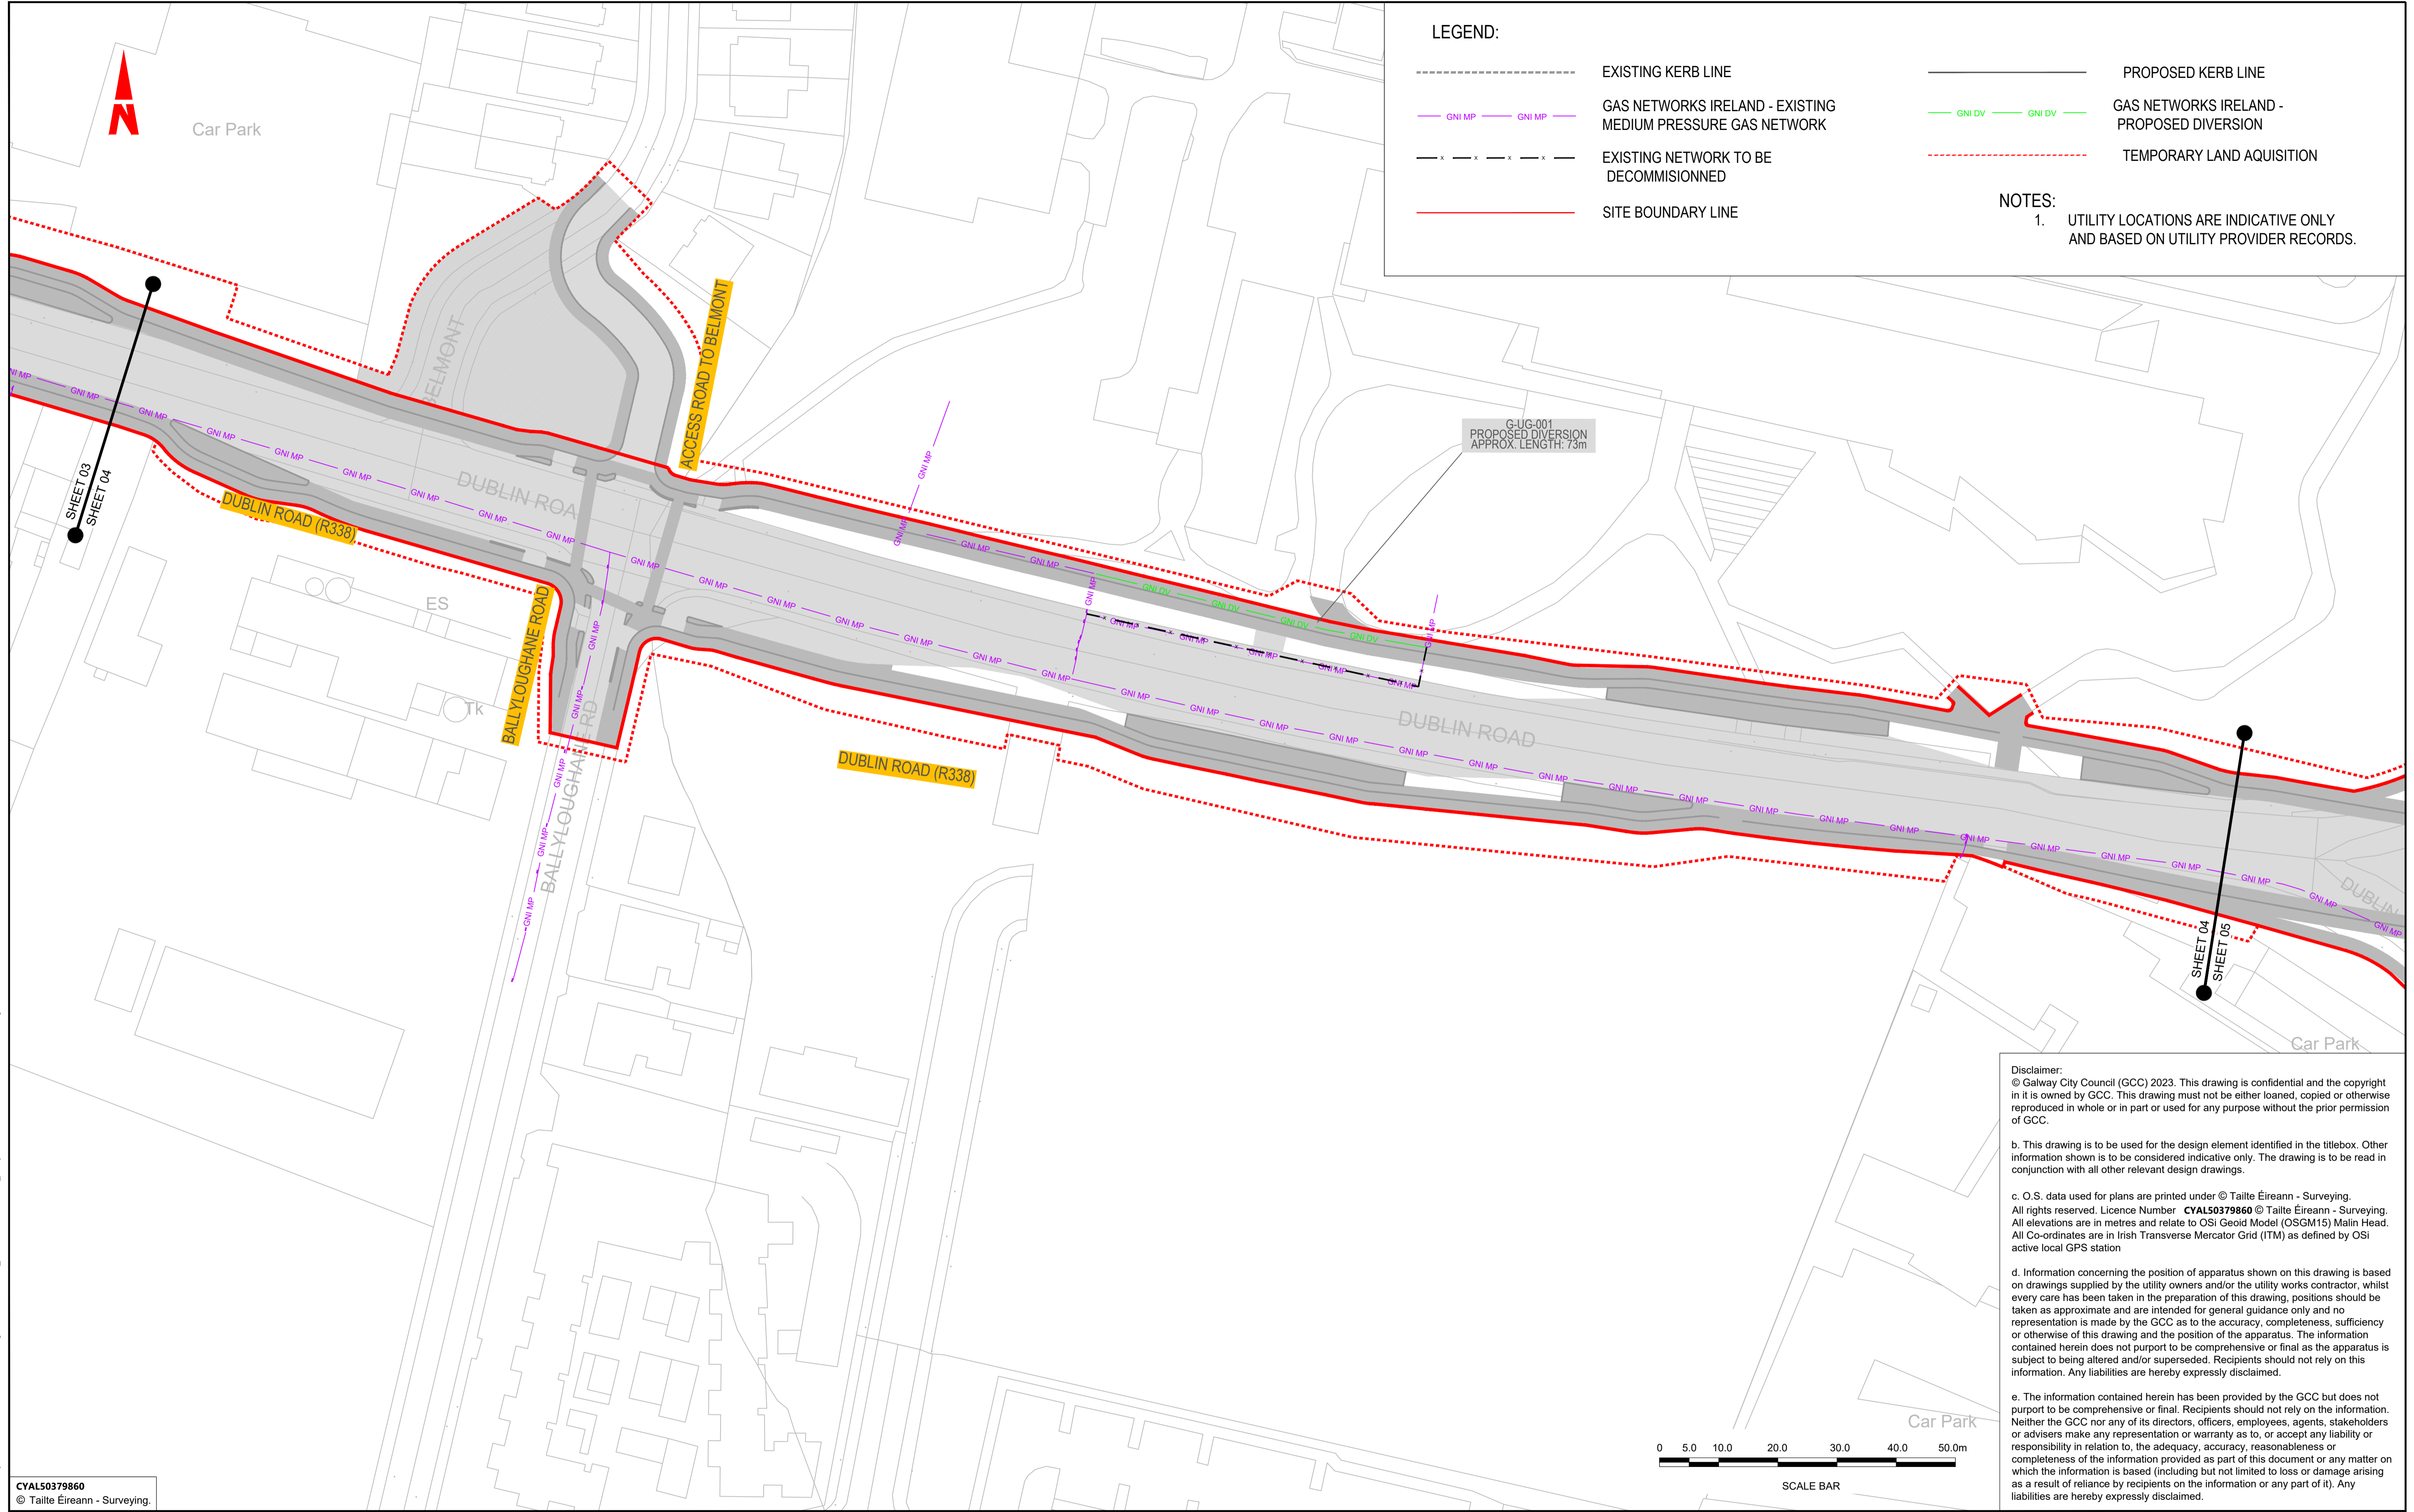 LEGEND:
EXISTING KERB LINE
GNI MP GNI MP
GAS NETWORKS IRELAND - EXISTING
MEDIUM PRESSURE GAS NETWORK
x x x x
EXISTING NETWORK TO BE
DECOMMISIONNED
SITE BOUNDARY LINE
PROPOSED KERB LINE
GNI DV GNI DV
GAS NETWORKS IRELAND -
PROPOSED DIVERSION
TEMPORARY LAND AQUISITION
NOTES:
1. UTILITY LOCATIONS ARE INDICATIVE ONLY
AND BASED ON UTILITY PROVIDER RECORDS.
N
Car Park
BELMONT
ACCESS ROAD TO BELMONT
SHEET 03
SHEET 04
DUBLIN ROAD (R338)
DUBLIN ROA
G-UG-001
PROPOSED DIVERSION
APPROX. LENGTH: 73m
GNI MP
GNI DV GNI DV GNI DV GNI DV
ES
Tk
BALLYLOUGHANE ROAD
BALLYLOUGHANE RD
DUBLIN ROAD (R338)
DUBLIN ROAD
DUBLIN
SHEET 04
SHEET 05
Car Park
Car Park
0 5.0 10.0 20.0 30.0 40.0 50.0m
SCALE BAR
CYAL50379860
© Tailte Éireann - Surveying.
Disclaimer:
© Galway City Council (GCC) 2023. This drawing is confidential and the copyright
in it is owned by GCC. This drawing must not be either loaned, copied or otherwise
reproduced in whole or in part or used for any purpose without the prior permission
of GCC.
b. This drawing is to be used for the design element identified in the titlebox. Other
information shown is to be considered indicative only. The drawing is to be read in
conjunction with all other relevant design drawings.
c. O.S. data used for plans are printed under © Tailte Éireann - Surveying.
All rights reserved. Licence Number CYAL50379860 © Tailte Éireann - Surveying.
All elevations are in metres and relate to OSi Geoid Model (OSGM15) Malin Head.
All Co-ordinates are in Irish Transverse Mercator Grid (ITM) as defined by OSi
active local GPS station
d. Information concerning the position of apparatus shown on this drawing is based
on drawings supplied by the utility owners and/or the utility works contractor, whilst
every care has been taken in the preparation of this drawing, positions should be
taken as approximate and are intended for general guidance only and no
representation is made by the GCC as to the accuracy, completeness, sufficiency
or otherwise of this drawing and the position of the apparatus. The information
contained herein does not purport to be comprehensive or final as the apparatus is
subject to being altered and/or superseded. Recipients should not rely on this
information. Any liabilities are hereby expressly disclaimed.
e. The information contained herein has been provided by the GCC but does not
purport to be comprehensive or final. Recipients should not rely on the information.
Neither the GCC nor any of its directors, officers, employees, agents, stakeholders
or advisers make any representation or warranty as to, or accept any liability or
responsibility in relation to, the adequacy, accuracy, reasonableness or
completeness of the information provided as part of this document or any matter on
which the information is based (including but not limited to loss or damage arising
as a result of reliance by recipients on the information or any part of it). Any
liabilities are hereby expressly disclaimed.